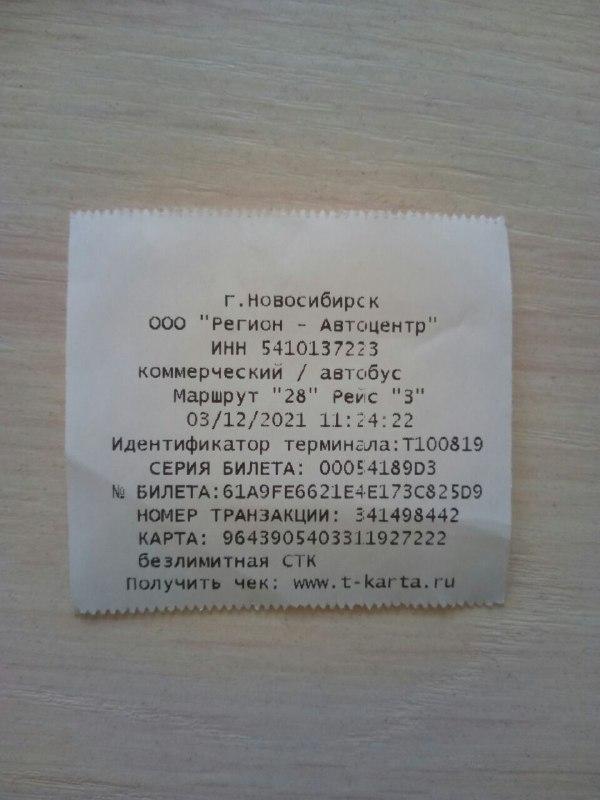 г.Новосибирск
ООО "Регион - Автоцентр"
ИНН 5410137223
коммерческий / автобус
Маршрут "28" Рейс "3"
03/12/2021 11:24:22
Идентификатор терминала:T100819
СЕРИЯ БИЛЕТА: 00054189D3
№ БИЛЕТА:61A9FE6621E4E173C825D9
НОМЕР ТРАНЗАКЦИИ: 341498442
КАРТА: 9643905403311927222
безлимитная СТК
Получить чек: www.t-karta.ru